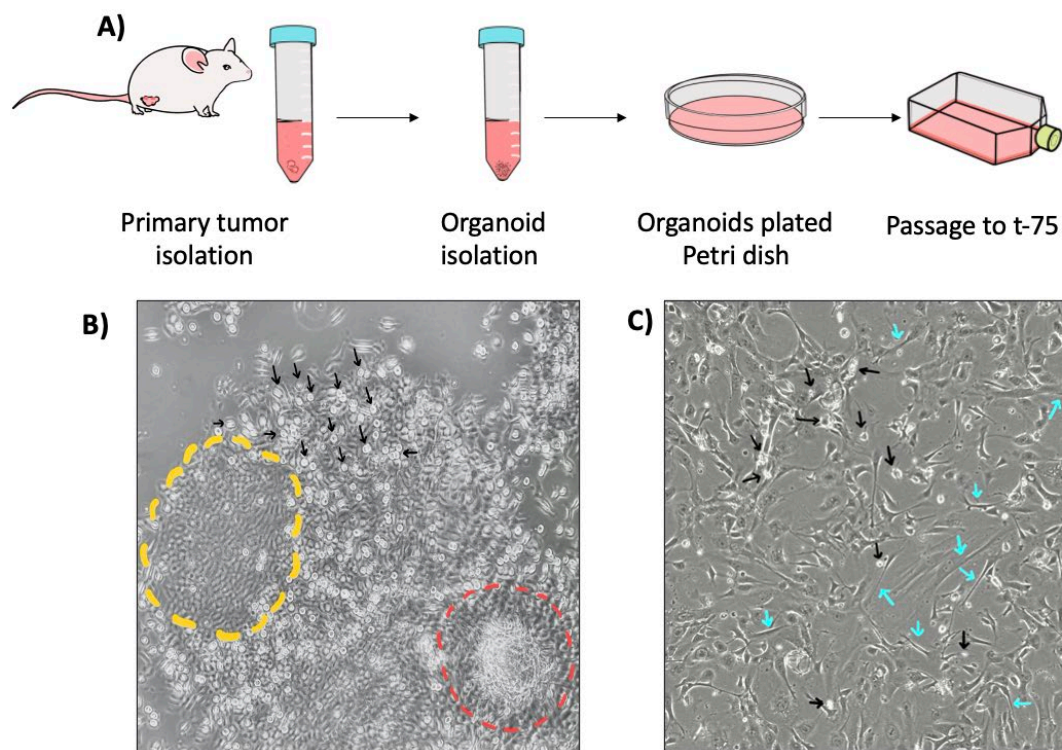 A)
Primary tumor
isolation
Organoid
isolation
Organoids plated
Petri dish
Passage to t-75
B)
C)